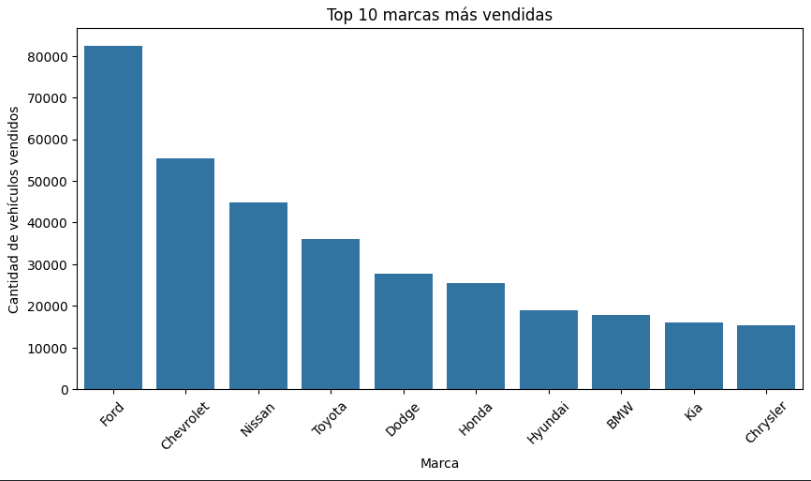 Top 10 marcas más vendidas
Cantidad de vehículos vendidos
80000
70000
60000
50000
40000
30000
20000
10000
0
Ford
Chevrolet
Nissan
Toyota
Dodge
Honda
Hyundai
BMW
Kia
Chrysler
Marca